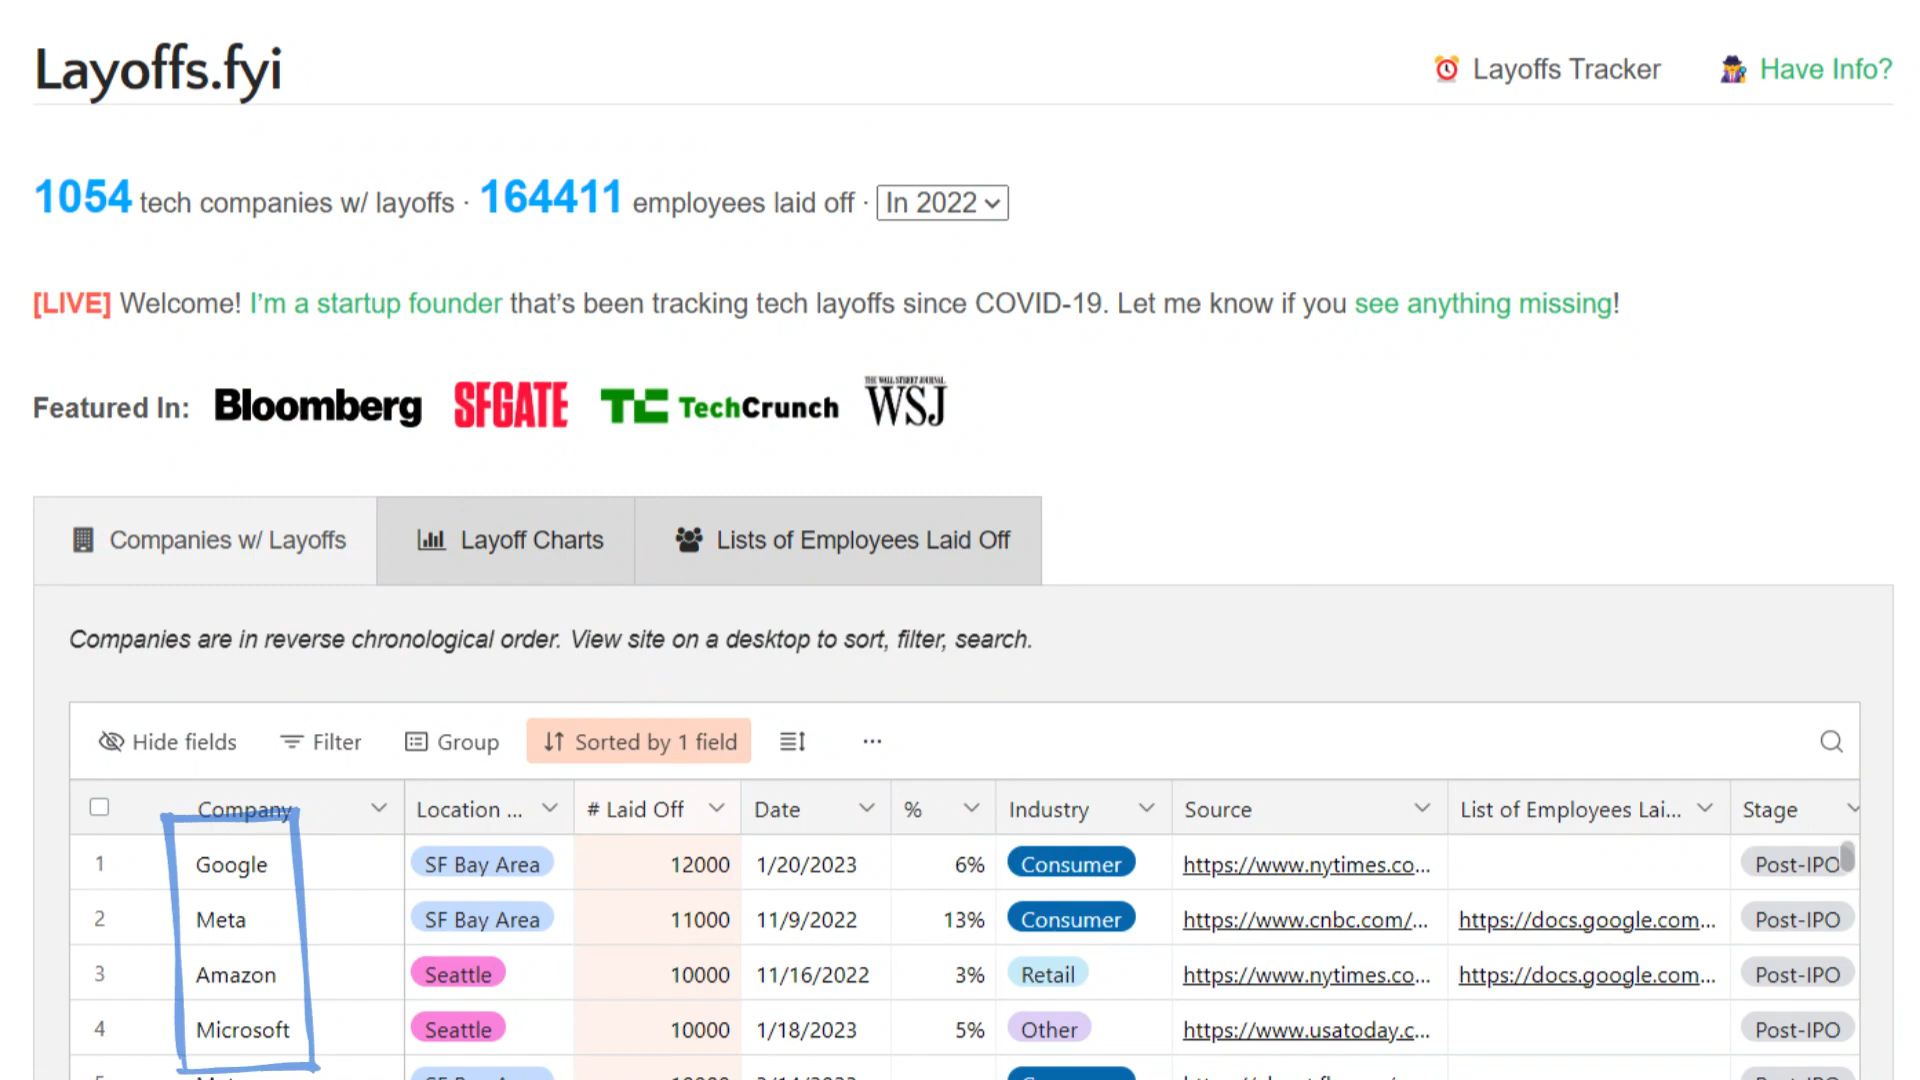 Layoffs.fyi
Layoffs Tracker Have Info?
1054 tech companies w/ layoffs · 164411 employees laid off · In 2022
[LIVE] Welcome! I'm a startup founder that's been tracking tech layoffs since COVID-19. Let me know if you see anything missing!
Featured In: Bloomberg SFGATE TC TechCrunch THE WALL STREET JOURNAL WSJ
Companies w/ Layoffs Layoff Charts Lists of Employees Laid Off
Companies are in reverse chronological order. View site on a desktop to sort, filter, search.
Hide fields Filter Group Sorted by 1 field ...
Company Location ... # Laid Off Date % Industry Source List of Employees Lai... Stage
1 Google SF Bay Area 12000 1/20/2023 6% Consumer https://www.nytimes.co... Post-IPO
2 Meta SF Bay Area 11000 11/9/2022 13% Consumer https://www.cnbc.com/... https://docs.google.com... Post-IPO
3 Amazon Seattle 10000 11/16/2022 3% Retail https://www.nytimes.co... https://docs.google.com... Post-IPO
4 Microsoft Seattle 10000 1/18/2023 5% Other https://www.usatoday.c... Post-IPO